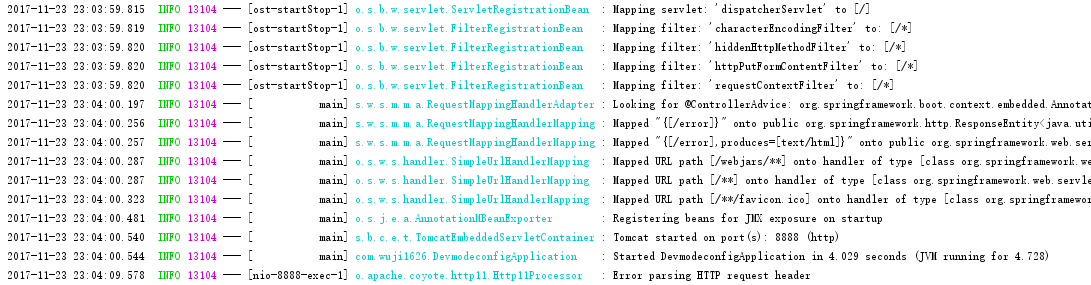 2017-11-23 23:03:59.815 INFO 13104 --- [ost-startStop-1] o.s.b.w.servlet.ServletRegistrationBean : Mapping servlet: 'dispatcherServlet' to [/]
2017-11-23 23:03:59.819 INFO 13104 --- [ost-startStop-1] o.s.b.w.servlet.FilterRegistrationBean : Mapping filter: 'characterEncodingFilter' to: [/*]
2017-11-23 23:03:59.820 INFO 13104 --- [ost-startStop-1] o.s.b.w.servlet.FilterRegistrationBean : Mapping filter: 'hiddenHttpMethodFilter' to: [/*]
2017-11-23 23:03:59.820 INFO 13104 --- [ost-startStop-1] o.s.b.w.servlet.FilterRegistrationBean : Mapping filter: 'httpPutFormContentFilter' to: [/*]
2017-11-23 23:03:59.820 INFO 13104 --- [ost-startStop-1] o.s.b.w.servlet.FilterRegistrationBean : Mapping filter: 'requestContextFilter' to: [/*]
2017-11-23 23:04:00.197 INFO 13104 --- [ main] s.w.s.m.m.a.RequestMappingHandlerAdapter : Looking for @ControllerAdvice: org.springframework.boot.context.embedded.Annotat
2017-11-23 23:04:00.256 INFO 13104 --- [ main] s.w.s.m.m.a.RequestMappingHandlerMapping : Mapped "{[/error]}" onto public org.springframework.http.ResponseEntity<java.uti
2017-11-23 23:04:00.257 INFO 13104 --- [ main] s.w.s.m.m.a.RequestMappingHandlerMapping : Mapped "{[/error],produces=[text/html]}" onto public org.springframework.web.se
2017-11-23 23:04:00.287 INFO 13104 --- [ main] o.s.w.s.handler.SimpleUrlHandlerMapping : Mapped URL path [/webjars/**] onto handler of type [class org.springframework.we
2017-11-23 23:04:00.287 INFO 13104 --- [ main] o.s.w.s.handler.SimpleUrlHandlerMapping : Mapped URL path [/**] onto handler of type [class org.springframework.web.servle
2017-11-23 23:04:00.323 INFO 13104 --- [ main] o.s.w.s.handler.SimpleUrlHandlerMapping : Mapped URL path [/**/favicon.ico] onto handler of type [class org.springframewor
2017-11-23 23:04:00.481 INFO 13104 --- [ main] o.s.j.e.a.AnnotationMBeanExporter : Registering beans for JMX exposure on startup
2017-11-23 23:04:00.540 INFO 13104 --- [ main] s.b.c.e.t.TomcatEmbeddedServletContainer : Tomcat started on port(s): 8888 (http)
2017-11-23 23:04:00.544 INFO 13104 --- [ main] com.wuji1626.DevmodeconfigApplication : Started DevmodeconfigApplication in 4.029 seconds (JVM running for 4.728)
2017-11-23 23:04:09.578 INFO 13104 --- [nio-8888-exec-1] o.apache.coyote.http11.Http11Processor : Error parsing HTTP request header